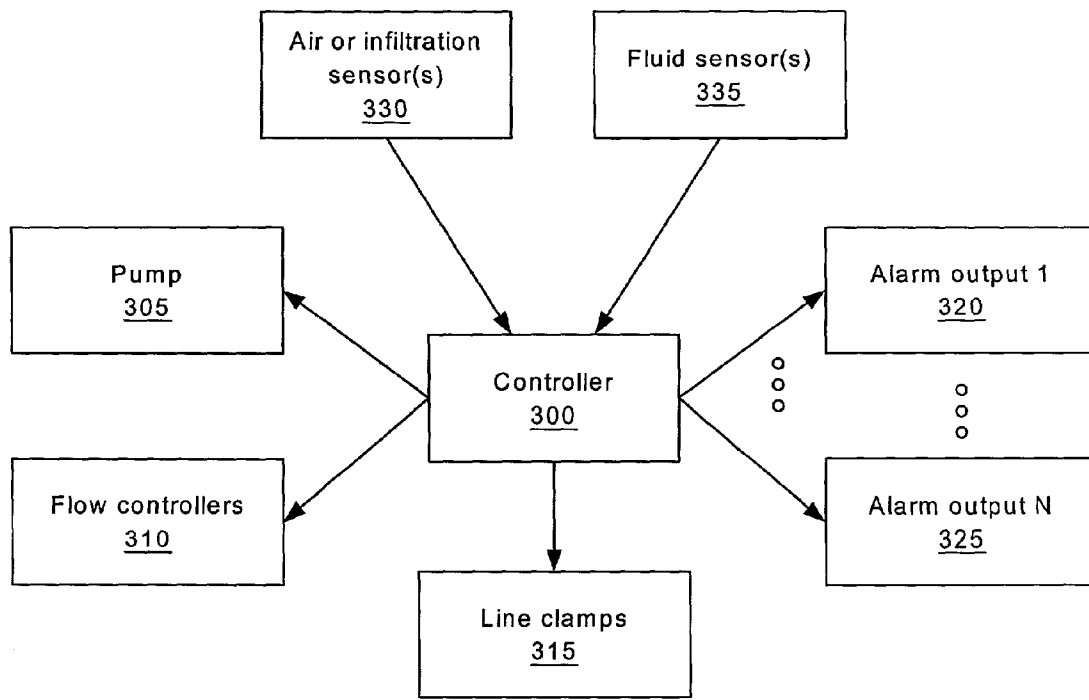 Air or infiltration
sensor(s)
330
Fluid sensor(s)
335
Pump
305
Alarm output 1
320
Controller
300
Flow controllers
310
Alarm output N
325
Line clamps
315